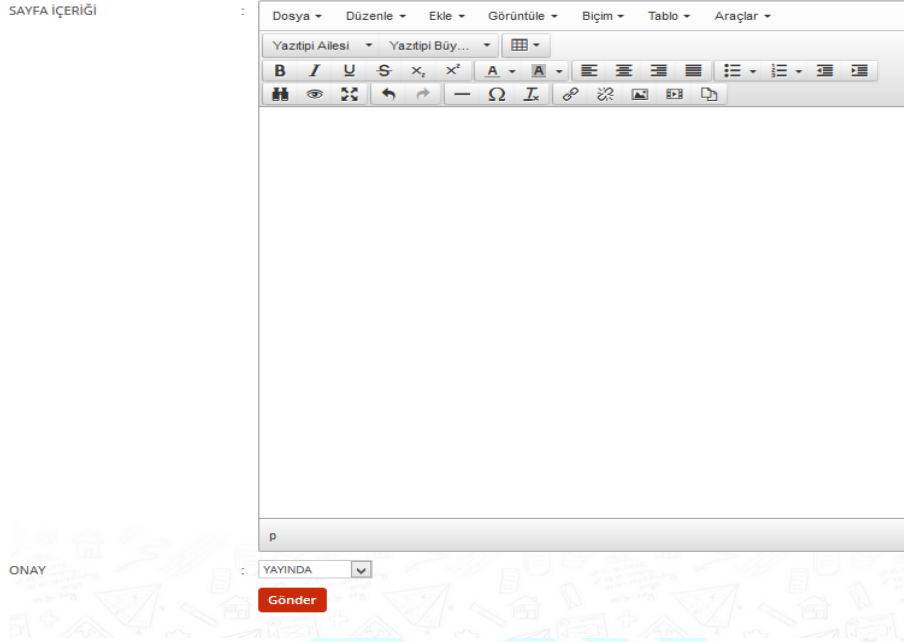 SAYFA İÇERİĞİ :
Dosya Düzenle Ekle Görüntüle Biçim Tablo Araçlar
Yazıtipi Ailesi Yazıtipi Büy...
p
ONAY : YAYINDA
Gönder